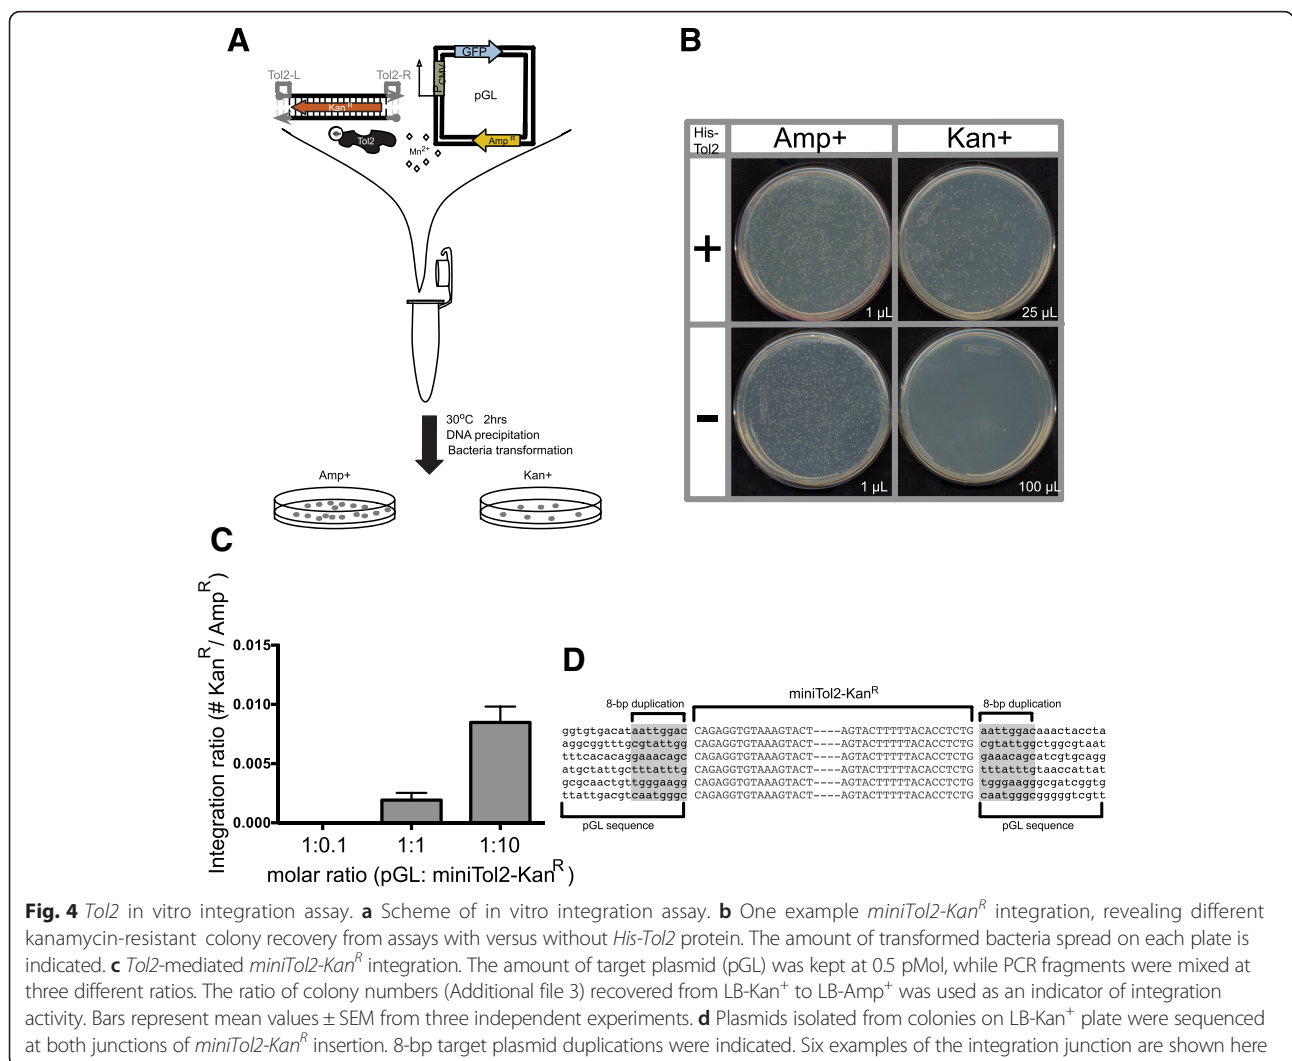 A
Tol2-L
Tol2-R
Kan R
Tol2
Mn2+
GFP
PCMV
pGL
Amp R
30oC 2hrs
DNA precipitation
Bacteria transformation
Amp+
Kan+
B
His-
Tol2
Amp+
Kan+
+
1 µL
25 µL
-
1 µL
100 µL
C
Integration ratio (# KanR/ AmpR)
0.015
0.010
0.005
0.000
1:0.1 1:1 1:10
molar ratio (pGL: miniTol2-KanR)
D
miniTol2-KanR
8-bp duplication
8-bp duplication
ggtgtgacataattggac CAGAGGTGTAAAGTACT----AGTACTTTTTACACCTCTG aattggacaaactaccta
aggcggtttgcgtattgg CAGAGGTGTAAAGTACT----AGTACTTTTTACACCTCTG cgtattggctggcgtaat
tttcacacaggaaacagc CAGAGGTGTAAAGTACT----AGTACTTTTTACACCTCTG gaaacagcatcgtgcagg
atgctattgctttatttg CAGAGGTGTAAAGTACT----AGTACTTTTTACACCTCTG tttatttgtaaccattat
gcgcaactgttgggaagg CAGAGGTGTAAAGTACT----AGTACTTTTTACACCTCTG tgggaagggcgatcggtg
ttattgacgtcaatgggc CAGAGGTGTAAAGTACT----AGTACTTTTTACACCTCTG caatgggcgggggtcgtt
pGL sequence
pGL sequence
Fig. 4 Tol2 in vitro integration assay. a Scheme of in vitro integration assay. b One example miniTol2-KanR integration, revealing different
kanamycin-resistant colony recovery from assays with versus without His-Tol2 protein. The amount of transformed bacteria spread on each plate is
indicated. c Tol2-mediated miniTol2-KanR integration. The amount of target plasmid (pGL) was kept at 0.5 pMol, while PCR fragments were mixed at
three different ratios. The ratio of colony numbers (Additional file 3) recovered from LB-Kan+ to LB-Amp+ was used as an indicator of integration
activity. Bars represent mean values ± SEM from three independent experiments. d Plasmids isolated from colonies on LB-Kan+ plate were sequenced
at both junctions of miniTol2-KanR insertion. 8-bp target plasmid duplications were indicated. Six examples of the integration junction are shown here